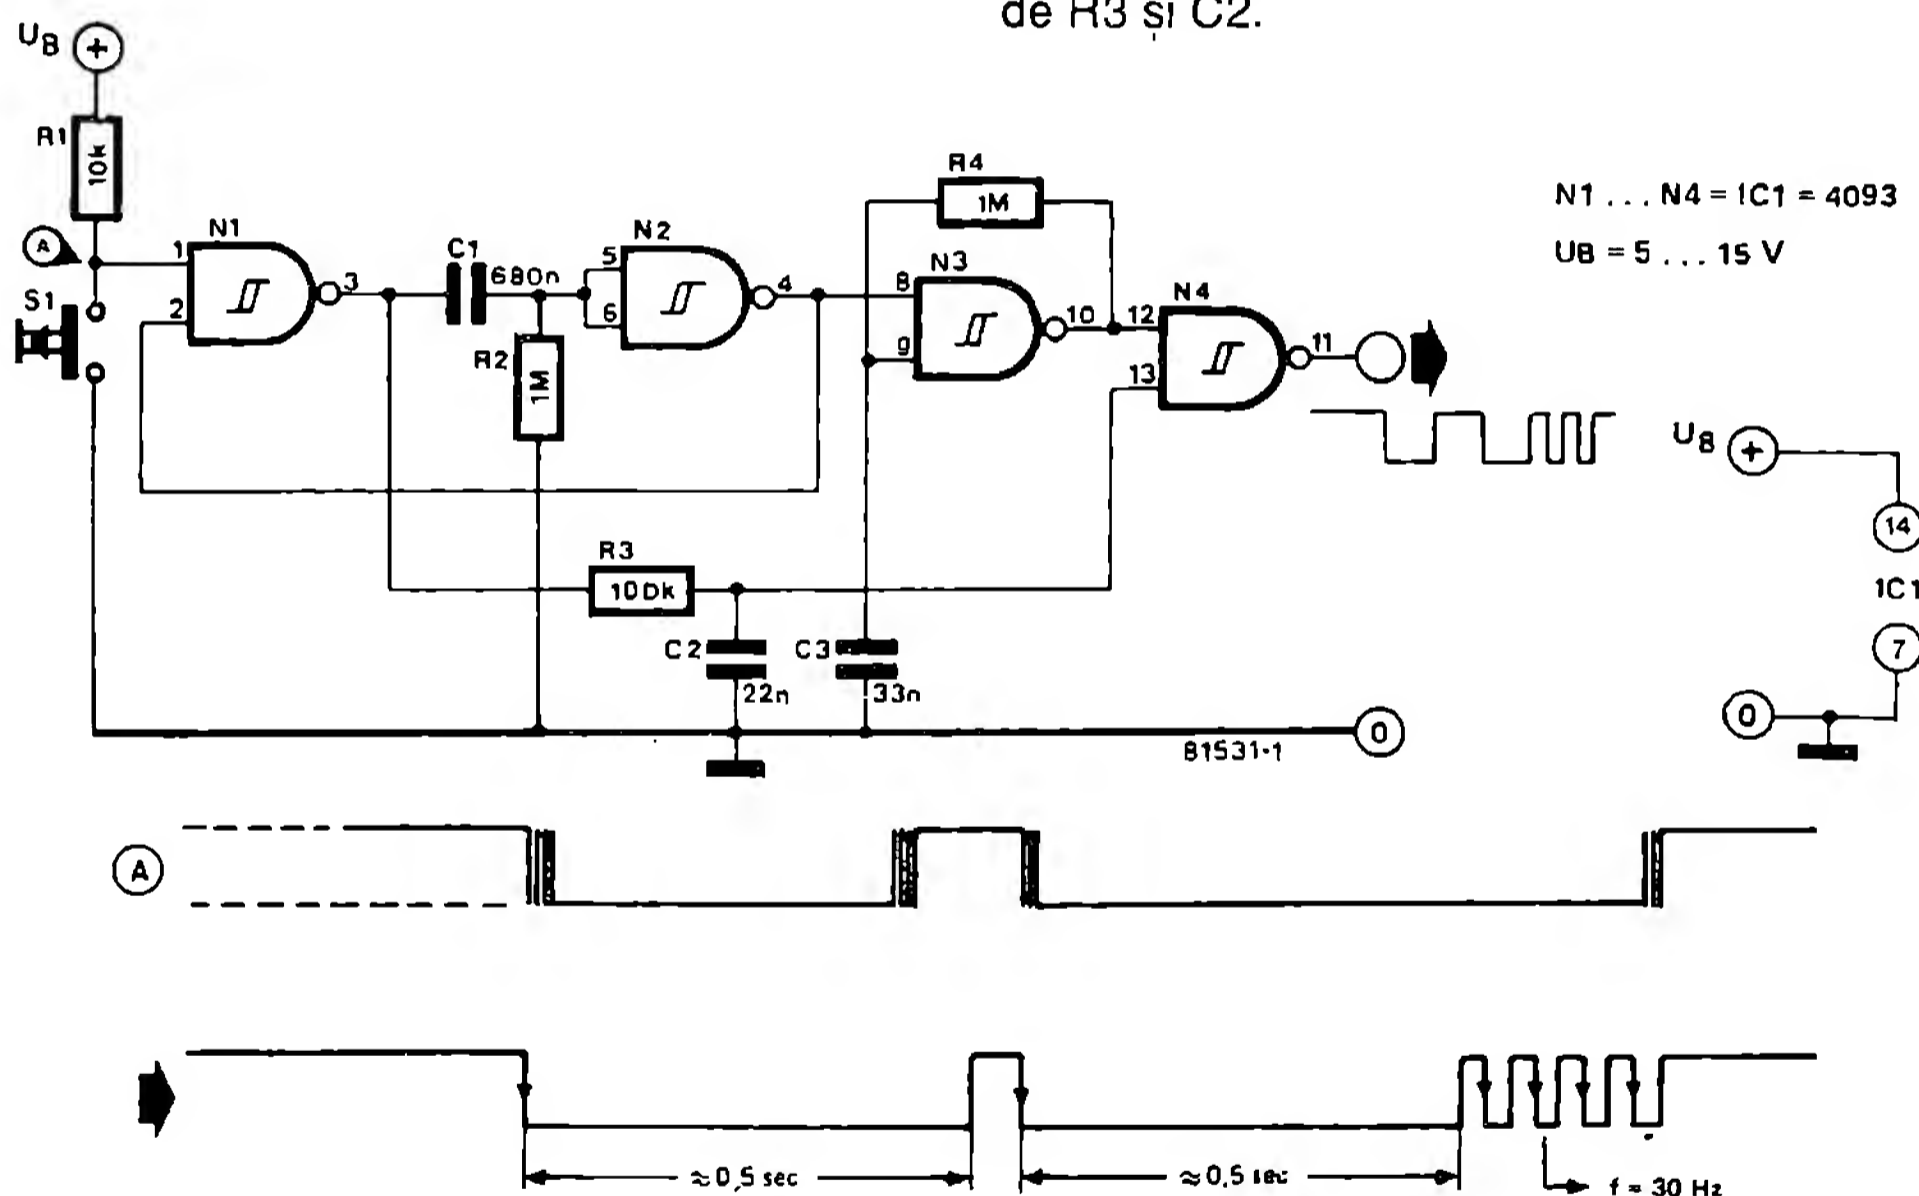 de R3 și C2.
UB +
R1
10k
A
S1
N1
1
2
3
C1
680n
R2
1M
N2
5
6
4
R4
1M
N3
8
9
10
N4
12
13
11
N1 ... N4 = IC1 = 4093
UB = 5 ... 15 V
UB +
14
IC1
7
0
R3
100k
C2
22n
C3
33n
0
81531-1
A
≈0,5 sec
≈0,5 sec
f ≈ 30 Hz